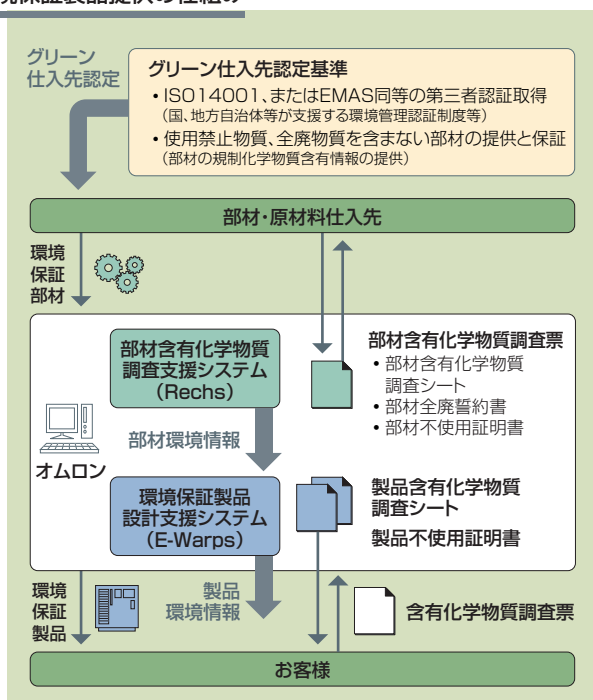 境保証製品提供の仕組み
グリーン
仕入先認定
グリーン仕入先認定基準
・ISO14001、またはEMAS同等の第三者認証取得
（国、地方自治体等が支援する環境管理認証制度等）
・使用禁止物質、全廃物質を含まない部材の提供と保証
（部材の規制化学物質含有情報の提供）
部材・原材料仕入先
環境
保証
部材
部材含有化学物質
調査支援システム
（Rechs）
部材含有化学物質調査票
・部材含有化学物質
調査シート
・部材全廃誓約書
・部材不使用証明書
部材環境情報
オムロン
環境保証製品
設計支援システム
（E-Warps）
製品含有化学物質
調査シート
製品不使用証明書
環境
保証
製品
製品
環境情報
含有化学物質調査票
お客様